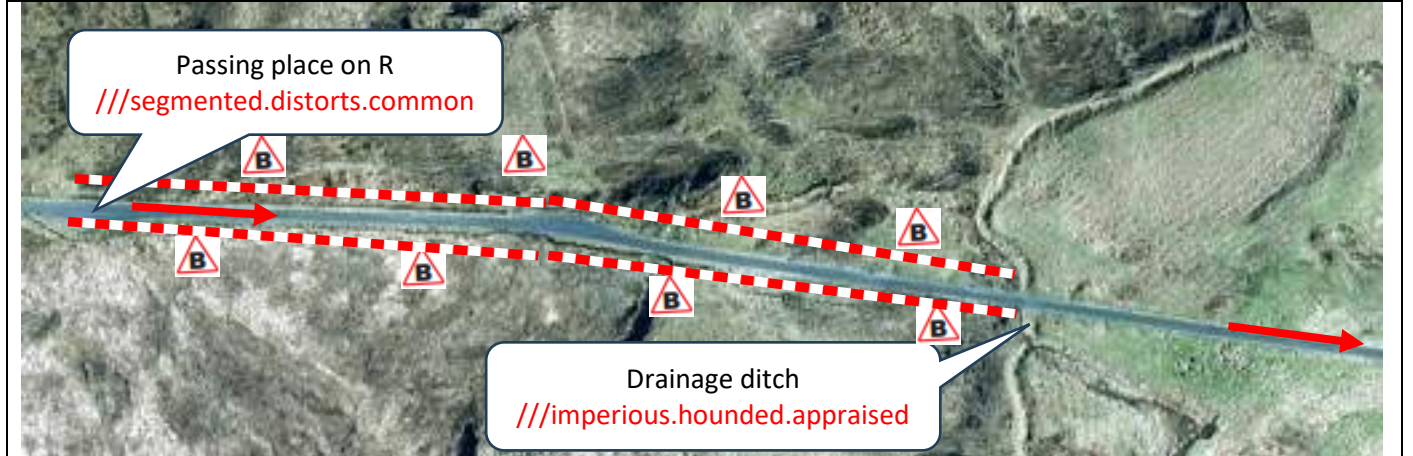 Passing place on R
///segmented.distorts.common
B
B
B
B
B
B
B
B
Drainage ditch
///imperious.hounded.appraised